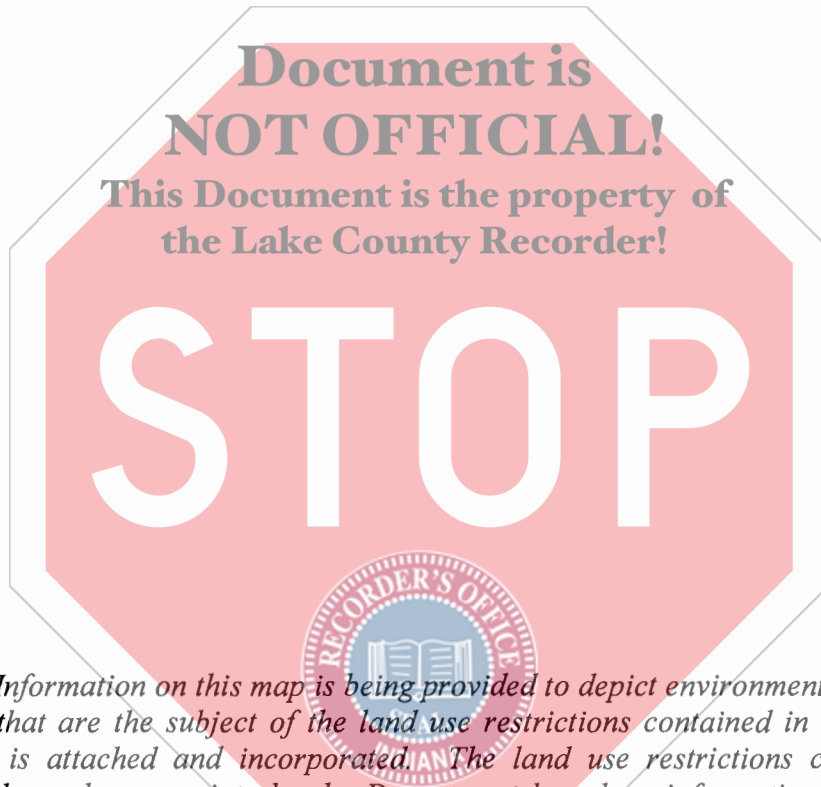 Document is
NOT OFFICIAL!
This Document is the property of
the Lake County Recorder!
STOP
RECORDER'S OFFICE
SEAL
INDIANA
Information on this map is being provided to depict
that are the subject of the land use restrictions contained in
is attached and incorporated. The land use restrictions